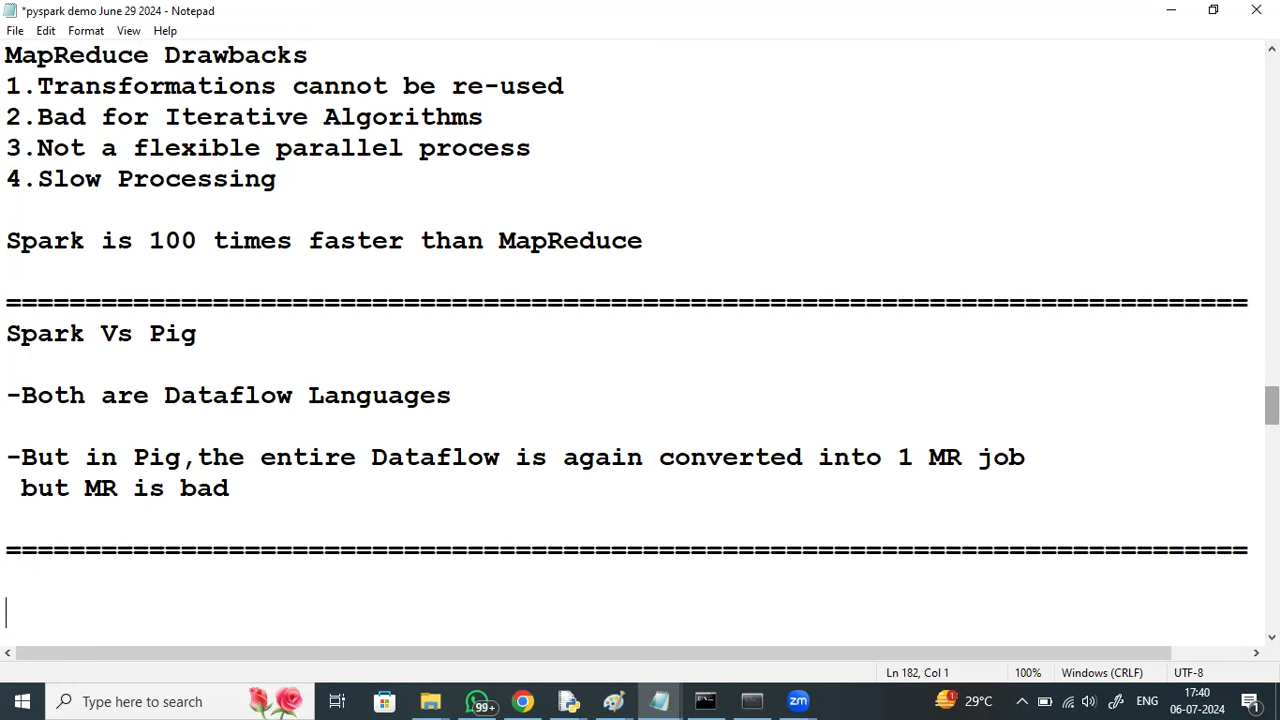 *pyspark demo June 29 2024 - Notepad
File Edit Format View Help
MapReduce Drawbacks
1.Transformations cannot be re-used
2.Bad for Iterative Algorithms
3.Not a flexible parallel process
4.Slow Processing
Spark is 100 times faster than MapReduce
==============================================================================
Spark Vs Pig
-Both are Dataflow Languages
-But in Pig,the entire Dataflow is again converted into 1 MR job
but MR is bad
==============================================================================
Ln 182, Col 1 100% Windows (CRLF) UTF-8
Type here to search 99+ zm 1 29°C ENG 17:40
06-07-2024 1